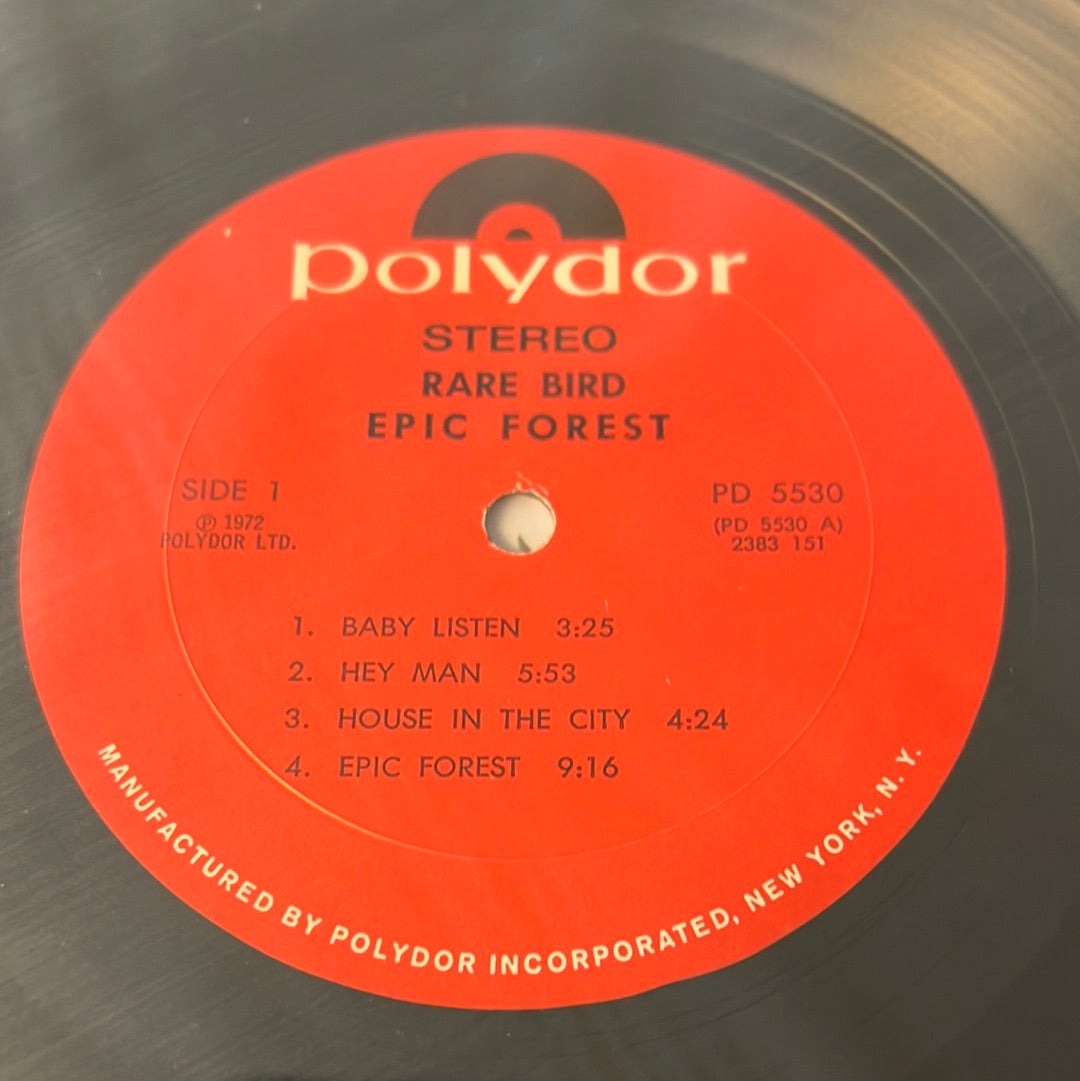 polydor
STEREO
RARE BIRD
EPIC FOREST
SIDE 1
℗ 1972
POLYDOR LTD.
PD 5530
(PD 5530 A)
2383 151
1. BABY LISTEN 3:25
2. HEY MAN 5:53
3. HOUSE IN THE CITY 4:24
4. EPIC FOREST 9:16
MANUFACTURED BY POLYDOR INCORPORATED, NEW YORK, N. Y.